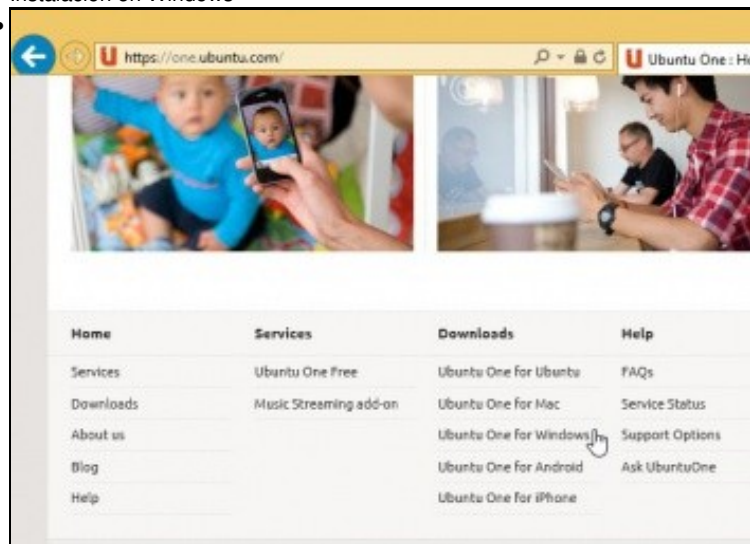 Instalación en Windows
https://one.ubuntu.com/
Ubuntu One : He
Home Services Downloads Help
Services Ubuntu One Free Ubuntu One for Ubuntu FAQs
Downloads Music Streaming add-on Ubuntu One for Mac Service Status
About us Ubuntu One for Windows Support Options
Blog Ubuntu One for Android Ask UbuntuOne
Help Ubuntu One for iPhone